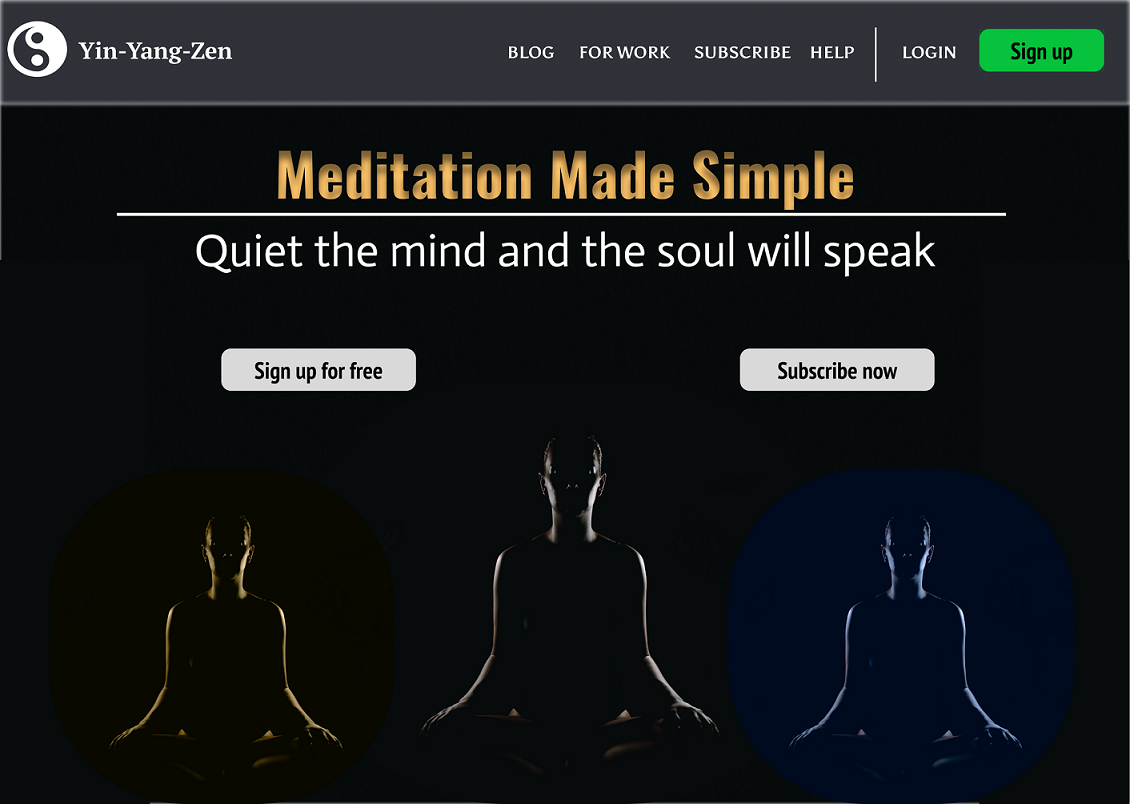 Yin-Yang-Zen
BLOG FOR WORK SUBSCRIBE HELP LOGIN Sign up
Meditation Made Simple
Quiet the mind and the soul will speak
Sign up for free
Subscribe now